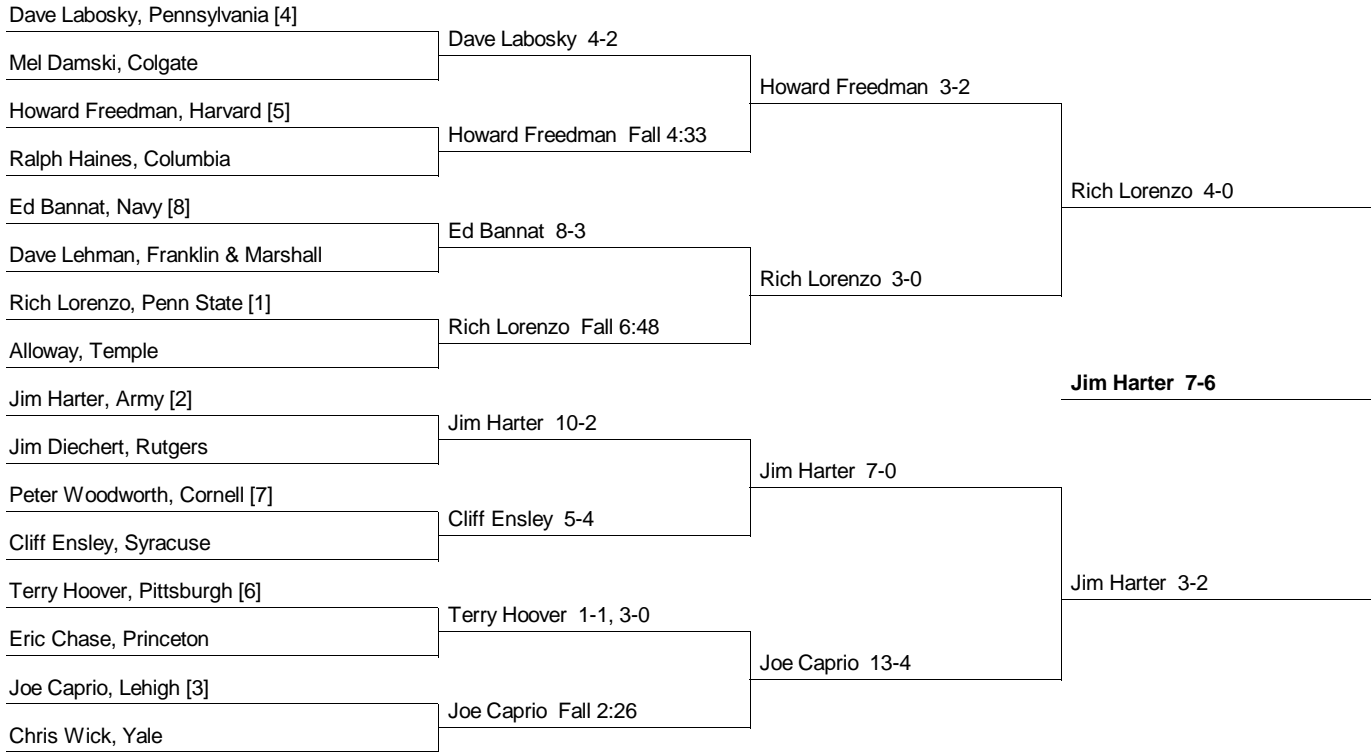 Dave Labosky, Pennsylvania [4]
Mel Damski, Colgate
Howard Freedman, Harvard [5]
Ralph Haines, Columbia
Ed Bannat, Navy [8]
Dave Lehman, Franklin & Marshall
Rich Lorenzo, Penn State [1]
Alloway, Temple
Jim Harter, Army [2]
Jim Diechert, Rutgers
Peter Woodworth, Cornell [7]
Cliff Ensley, Syracuse
Terry Hoover, Pittsburgh [6]
Eric Chase, Princeton
Joe Caprio, Lehigh [3]
Chris Wick, Yale
Dave Labosky 4-2
Howard Freedman Fall 4:33
Ed Bannat 8-3
Rich Lorenzo Fall 6:48
Jim Harter 10-2
Cliff Ensley 5-4
Terry Hoover 1-1, 3-0
Joe Caprio Fall 2:26
Howard Freedman 3-2
Rich Lorenzo 3-0
Jim Harter 7-0
Joe Caprio 13-4
Rich Lorenzo 4-0
Jim Harter 7-6
Jim Harter 3-2